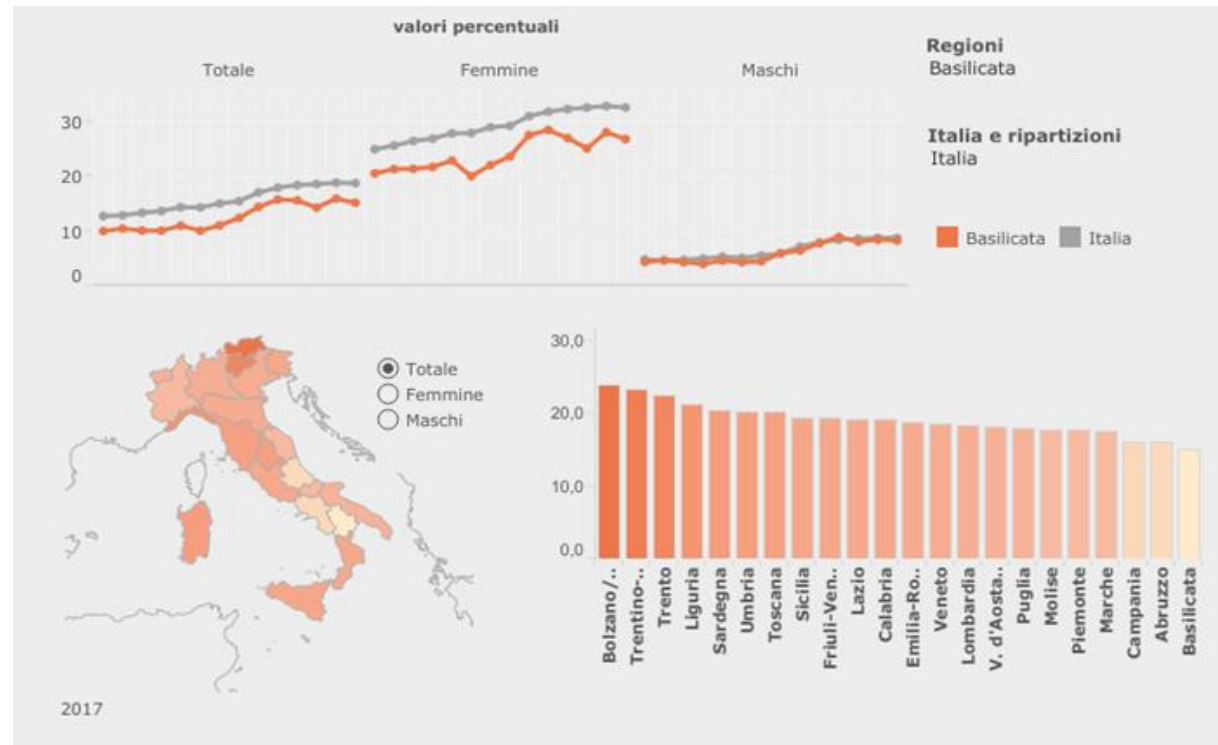 valori percentuali
Totale
Femmine
Maschi
Regioni
Basilicata
Italia e ripartizioni
Italia
Basilicata
Italia
30
20
10
0
Totale
Femmine
Maschi
30,0
20,0
10,0
0,0
Bolzano/..
Trentino-..
Trento
Liguria
Sardegna
Umbria
Toscana
Sicilia
Friuli-Ven..
Lazio
Calabria
Emilia-Ro..
Veneto
Lombardia
V. d'Aosta..
Puglia
Molise
Piemonte
Marche
Campania
Abruzzo
Basilicata
2017